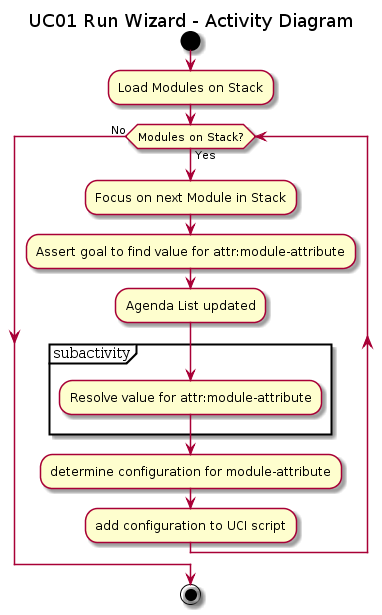 UC01 Run Wizard - Activity Diagram
Load Modules on Stack
No
Modules on Stack?
Yes
Focus on next Module in Stack
Assert goal to find value for attr:module-attribute
Agenda List updated
subactivity
Resolve value for attr:module-attribute
determine configuration for module-attribute
add configuration to UCI script